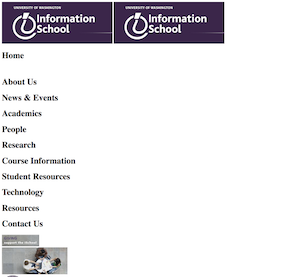 UNIVERSITY OF WASHINGTON
Information
School
UNIVERSITY OF WASHINGTON
Information
School
Home
About Us
News & Events
Academics
People
Research
Course Information
Student Resources
Technology
Resources
Contact Us